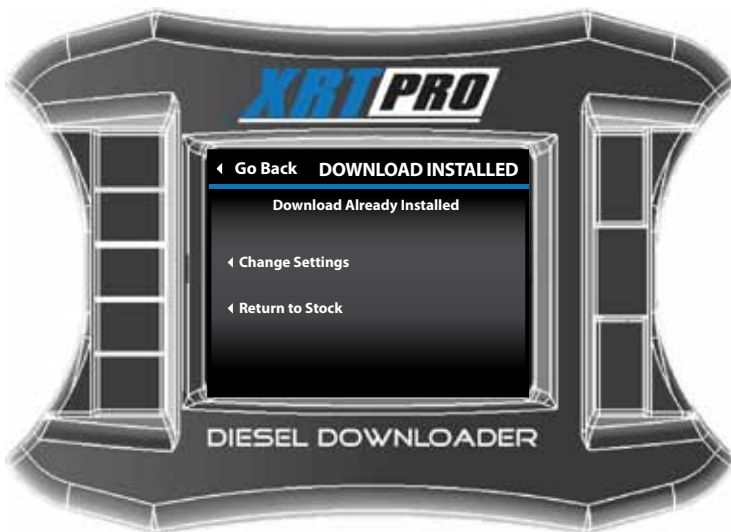 XRT PRO
Go Back DOWNLOAD INSTALLED
Download Already Installed
Change Settings
Return to Stock
DIESEL DOWNLOADER